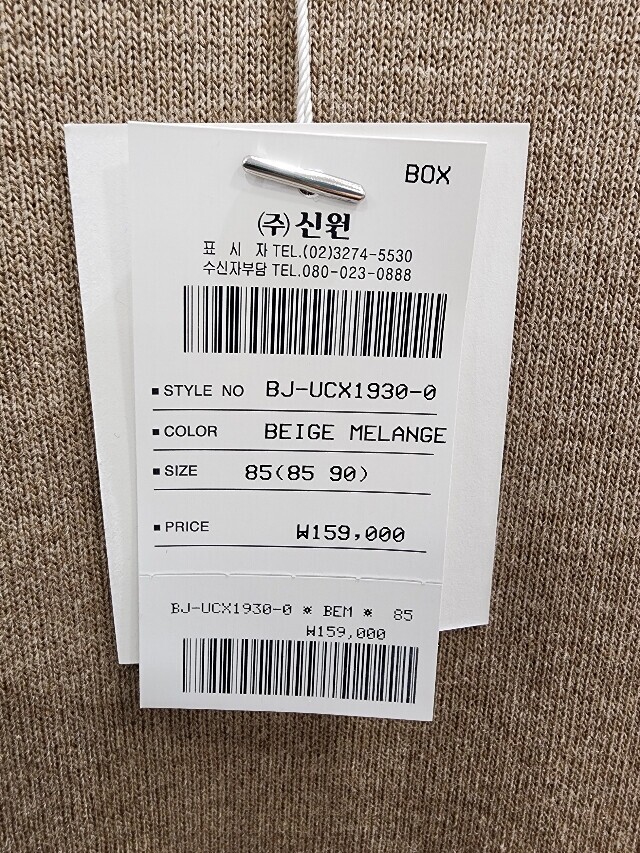 BOX
㈜신원
표 시 자 TEL.(02)3274-5530
수신자부담 TEL.080-023-0888
■ STYLE NO BJ-UCX1930-0
■ COLOR BEIGE MELANGE
■ SIZE 85(85 90)
■ PRICE ₩159,000
BJ-UCX1930-0 * BEM * 85
₩159,000